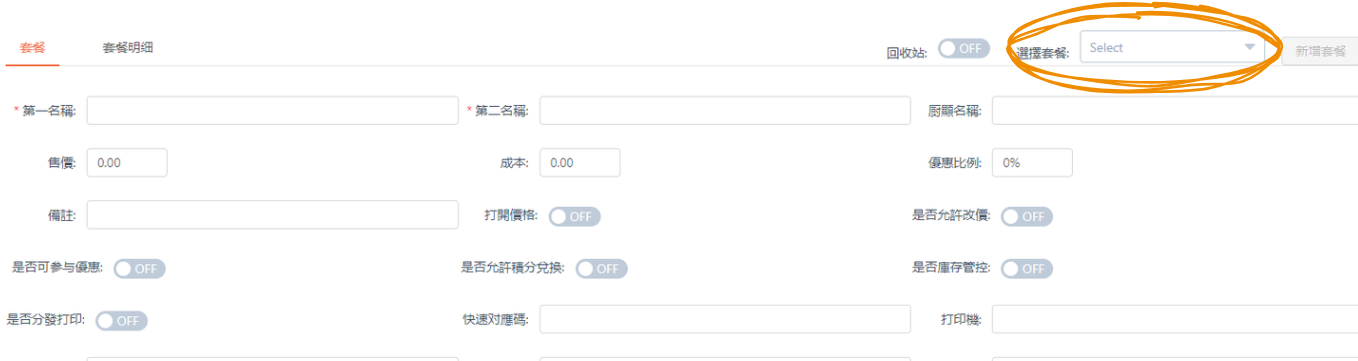 套餐 套餐明细 回收站: OFF 選擇套餐: Select 新增套餐
* 第一名稱: * 第二名稱: 厨顯名稱:
售價: 0.00 成本: 0.00 優惠比例: 0%
備註: 打開價格: OFF 是否允許改價: OFF
是否可参与優惠: OFF 是否允許積分兌换: OFF 是否庫存管控: OFF
是否分發打印: OFF 快速对應碼: 打印機: